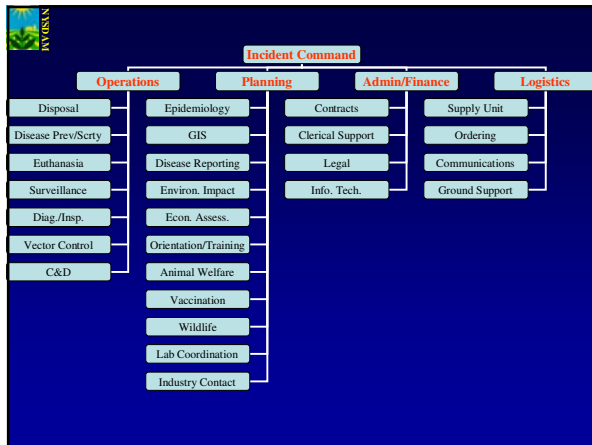 NYSDAM
Incident Command
Operations
Planning
Admin/Finance
Logistics
Disposal
Disease Prev/Scrty
Euthanasia
Surveillance
Diag./Insp.
Vector Control
C&D
Epidemiology
GIS
Disease Reporting
Environ. Impact
Econ. Assess.
Orientation/Training
Animal Welfare
Vaccination
Wildlife
Lab Coordination
Industry Contact
Contracts
Clerical Support
Legal
Info. Tech.
Supply Unit
Ordering
Communications
Ground Support